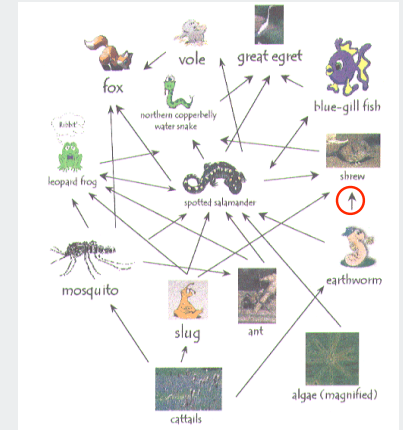 vole
great egret
fox
northern copperhelly
water snake
blue-gill fish
Ribbit!
leopard frog
spotted salamander
shrew
mosquito
earthworm
slug
ant
algae (magnified)
cattails